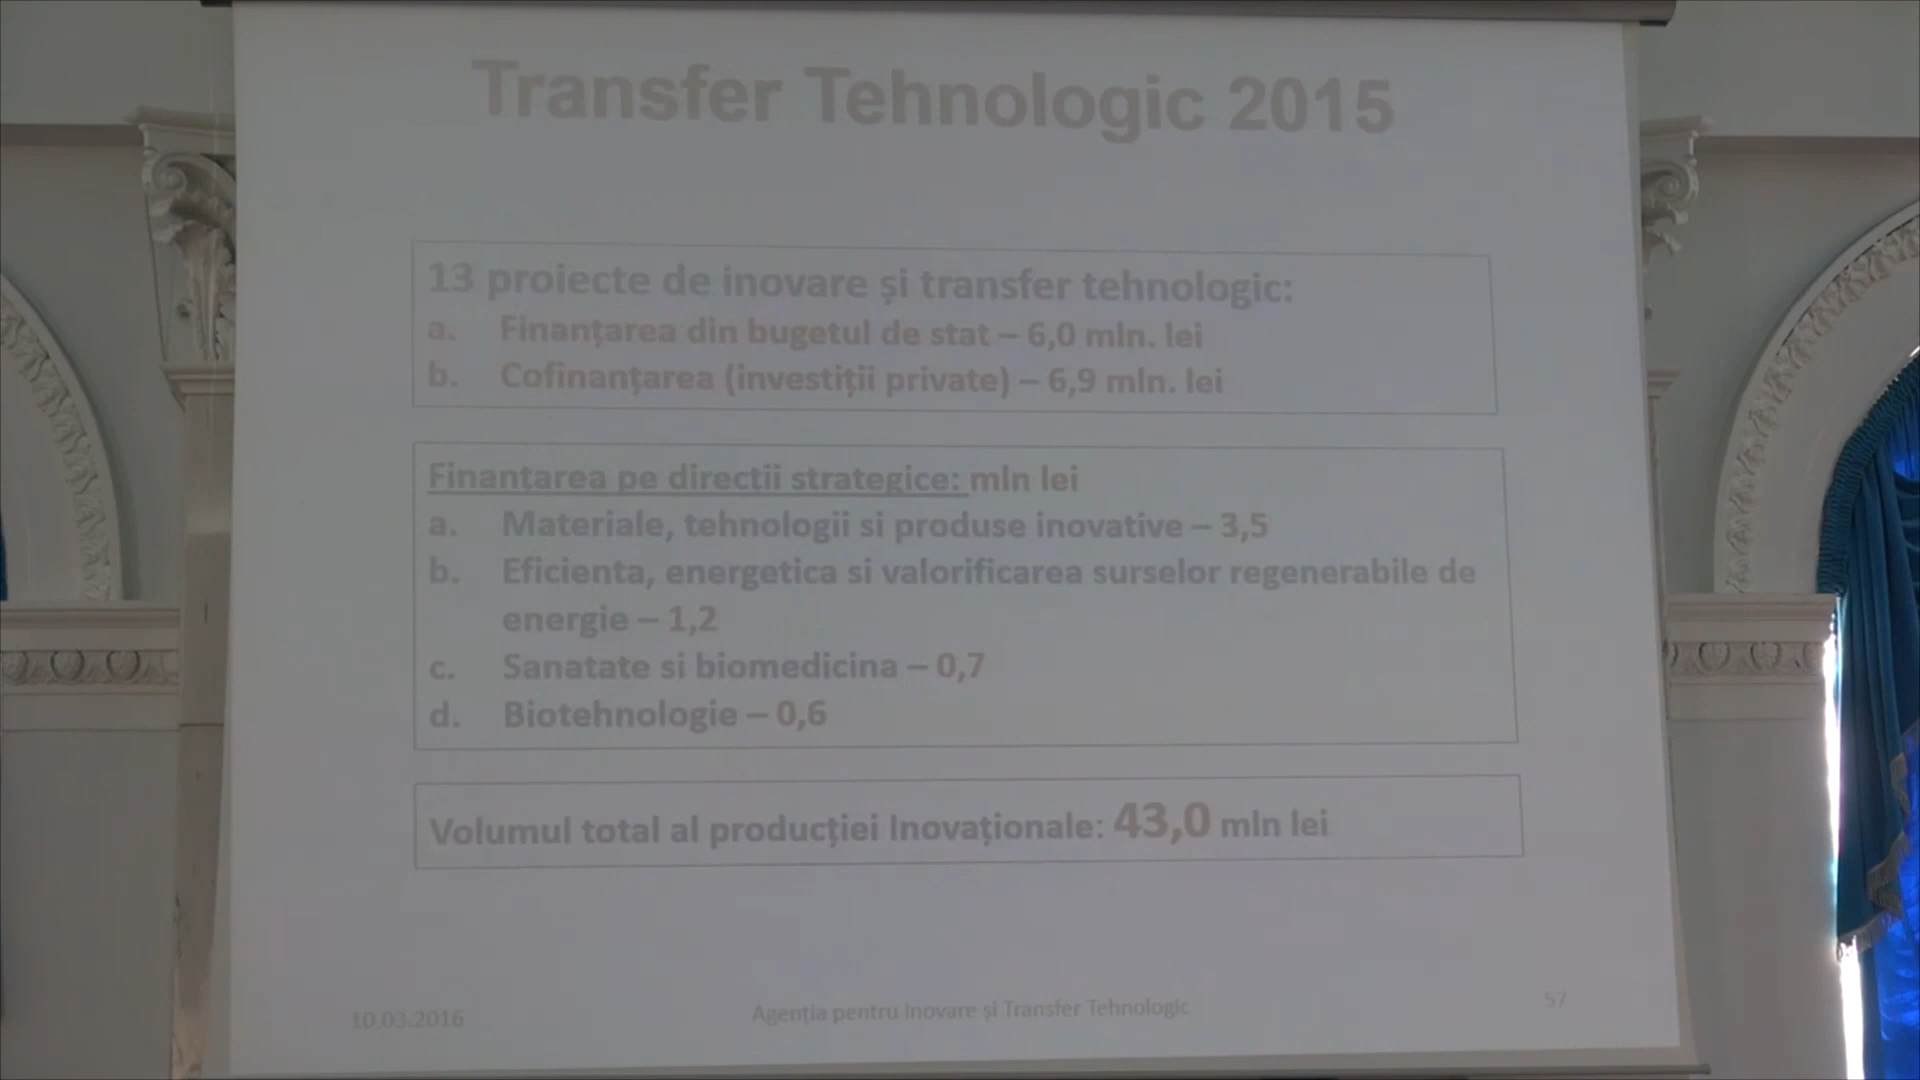 Transfer Tehnologic 2015
13 proiecte de inovare și transfer tehnologic:
a. Finanțarea din bugetul de stat – 6,0 mln. lei
b. Cofinanțarea (investiții private) – 6,9 mln. lei
Finanțarea pe direcții strategice: mln lei
a. Materiale, tehnologii si produse inovative – 3,5
b. Eficienta, energetica si valorificarea surselor regenerabile de
energie – 1,2
c. Sanatate si biomedicina – 0,7
d. Biotehnologie – 0,6
Volumul total al producției Inovaționale: 43,0 mln lei
10.03.2016
Agenția pentru Inovare și Transfer Tehnologic
57